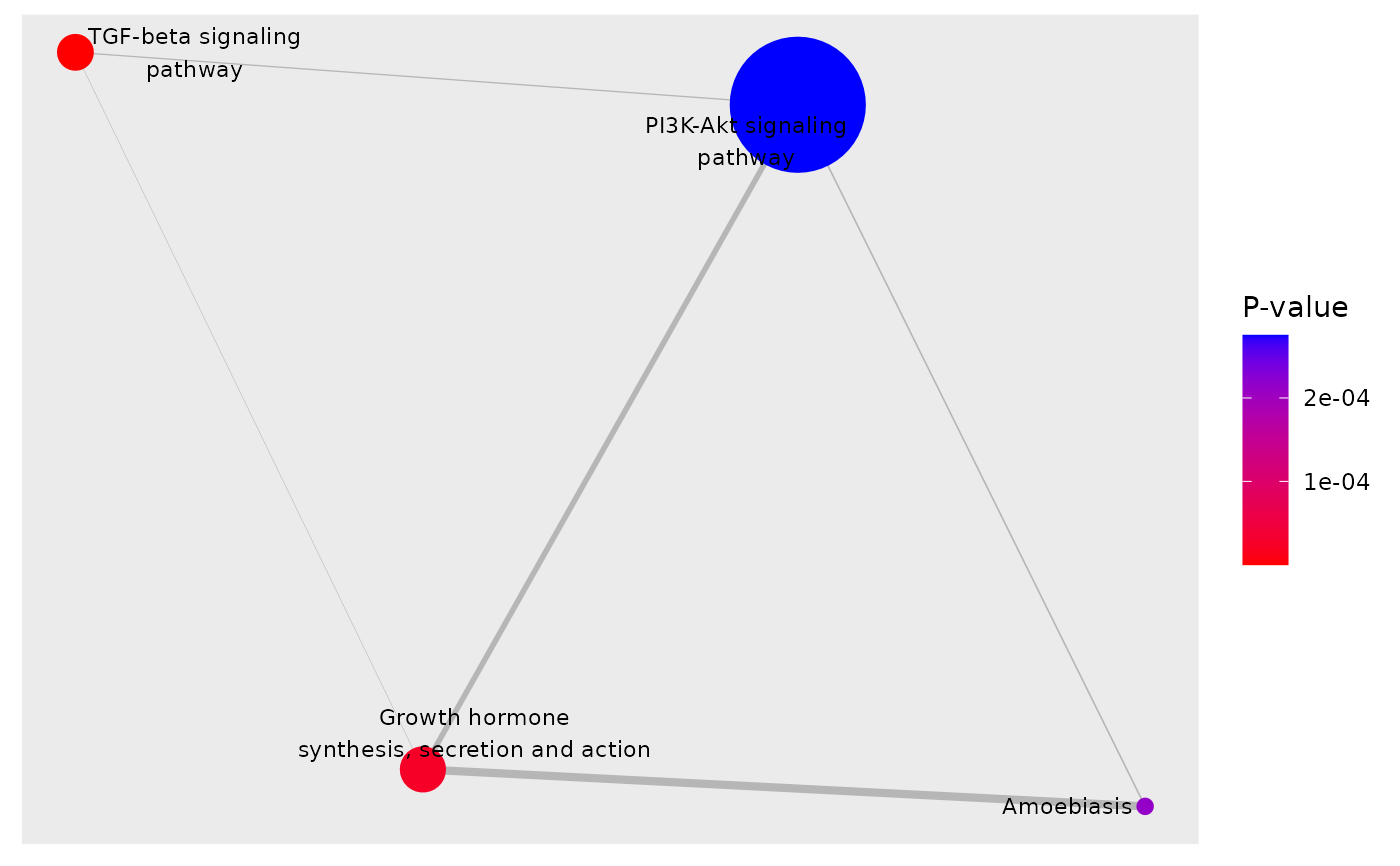 TGF-beta signaling
pathway
PI3K-Akt signaling
pathway
P-value
2e-04
1e-04
Growth hormone
synthesis, secretion and action
Amoebiasis